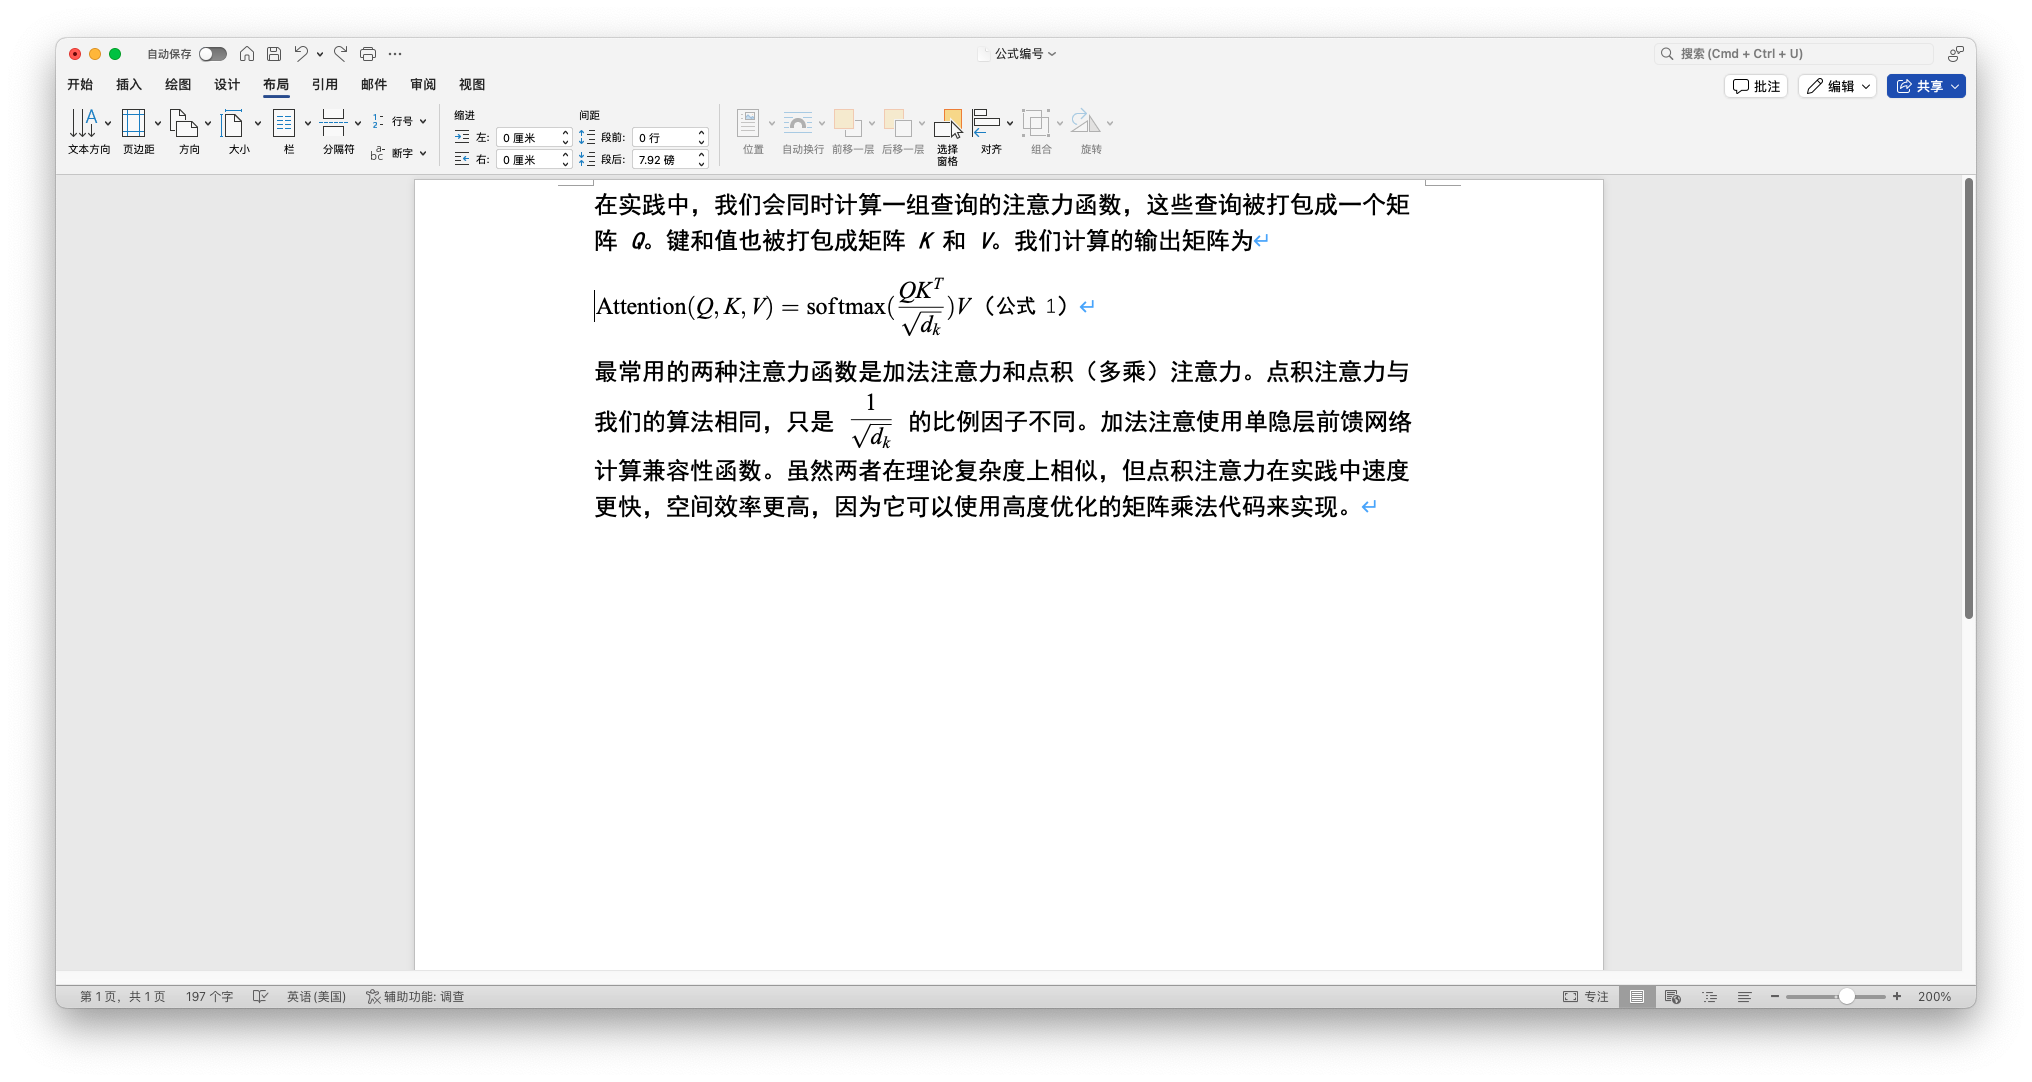 自动保存
公式编号
搜索 (Cmd + Ctrl + U)
开始 插入 绘图 设计 布局 引用 邮件 审阅 视图
批注 编辑 共享
文本方向 页边距 方向 大小 栏 分隔符
行号
断字
缩进 间距
左: 0 厘米 段前: 0 行
右: 0 厘米 段后: 7.92 磅
位置 自动换行 前移一层 后移一层 选择窗格 对齐 组合 旋转
在实践中，我们会同时计算一组查询的注意力函数，这些查询被打包成一个矩
阵 Q。键和值也被打包成矩阵 K 和 V。我们计算的输出矩阵为↵
Attention(Q, K, V) = softmax(QK^T/√d_k)V（公式 1）↵
最常用的两种注意力函数是加法注意力和点积（多乘）注意力。点积注意力与
我们的算法相同，只是 1/√d_k 的比例因子不同。加法注意使用单隐层前馈网络
计算兼容性函数。虽然两者在理论复杂度上相似，但点积注意力在实践中速度
更快，空间效率更高，因为它可以使用高度优化的矩阵乘法代码来实现。↵
第 1 页，共 1 页 197 个字 英语 (美国) 辅助功能: 调查
专注 200%